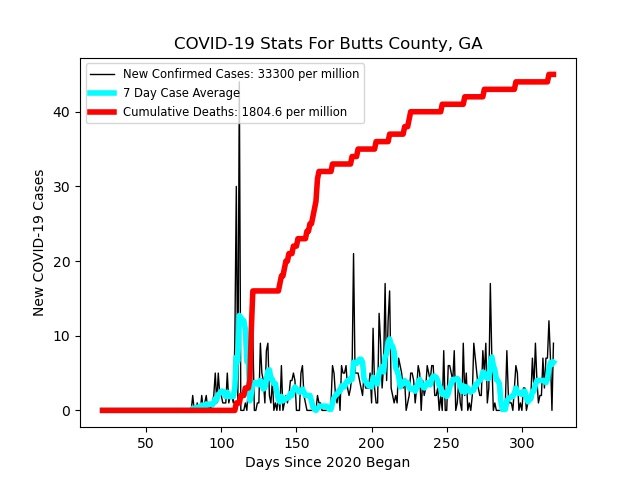 COVID-19 Stats For Butts County, GA
New Confirmed Cases: 33300 per million
7 Day Case Average
Cumulative Deaths: 1804.6 per million
New COVID-19 Cases
40
30
20
10
0
50 100 150 200 250 300
Days Since 2020 Began